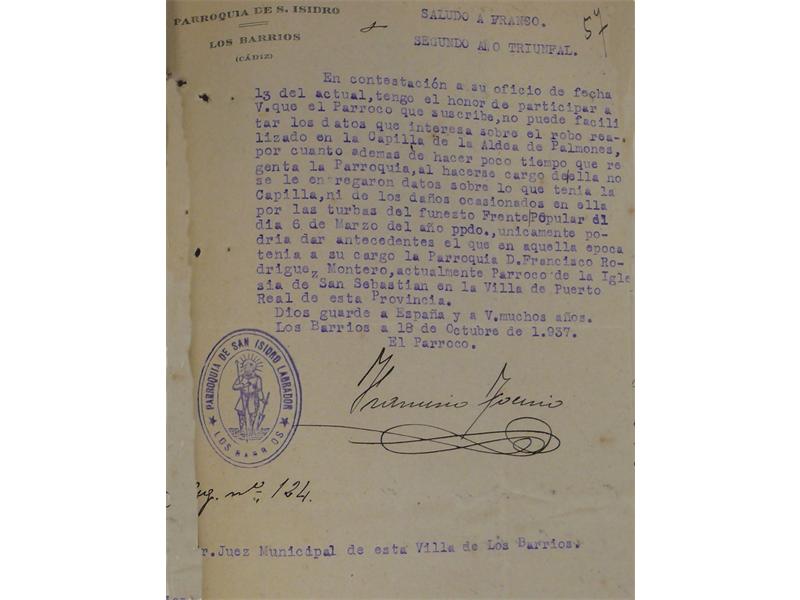 PARROQUIA DE S. ISIDRO
LOS BARRIOS
(CÁDIZ)
SALUDO A FRANSO.
SEGUNDO AÑO TRIUNFAL.
57
En contestación a su oficio de fecha
13 del actual,tengo el honor de participar a
V.que el Parroco que suscribe,no puede facili
tar los datos que interesa sobre el robo rea-
lizado en la Capilla de la Aldea de Palmones,
por cuanto ademas de hacer poco tiempo que re
genta la Parroquia,al hacerse cargo de ella no
se le entregaron datos sobre lo que tenia la
Capilla,ni de los daños ocasionados en ella
por las turbas del funesto Frente Popular dl
dia 6 de Marzo del año ppdo.,unicamente po-
dria dar antecedentes el que en aquella epoca
tenia a su cargo la Parroquia D.Francisco Ro-
driguez Montero,actualmente Parroco de la Igle
sia de San Sebastian en la Villa de Puerto
Real de esta Provincia.
Dios guarde a España y a V.muchos años.
Los Barrios a 18 de Octubre de 1.937.
El Parroco.
PARROQUIA DE SAN ISIDRO LABRADOR
LOS BARRIOS
Francisco
nº 124.
r.Juez Municipal de esta Villa de Los Barrios.